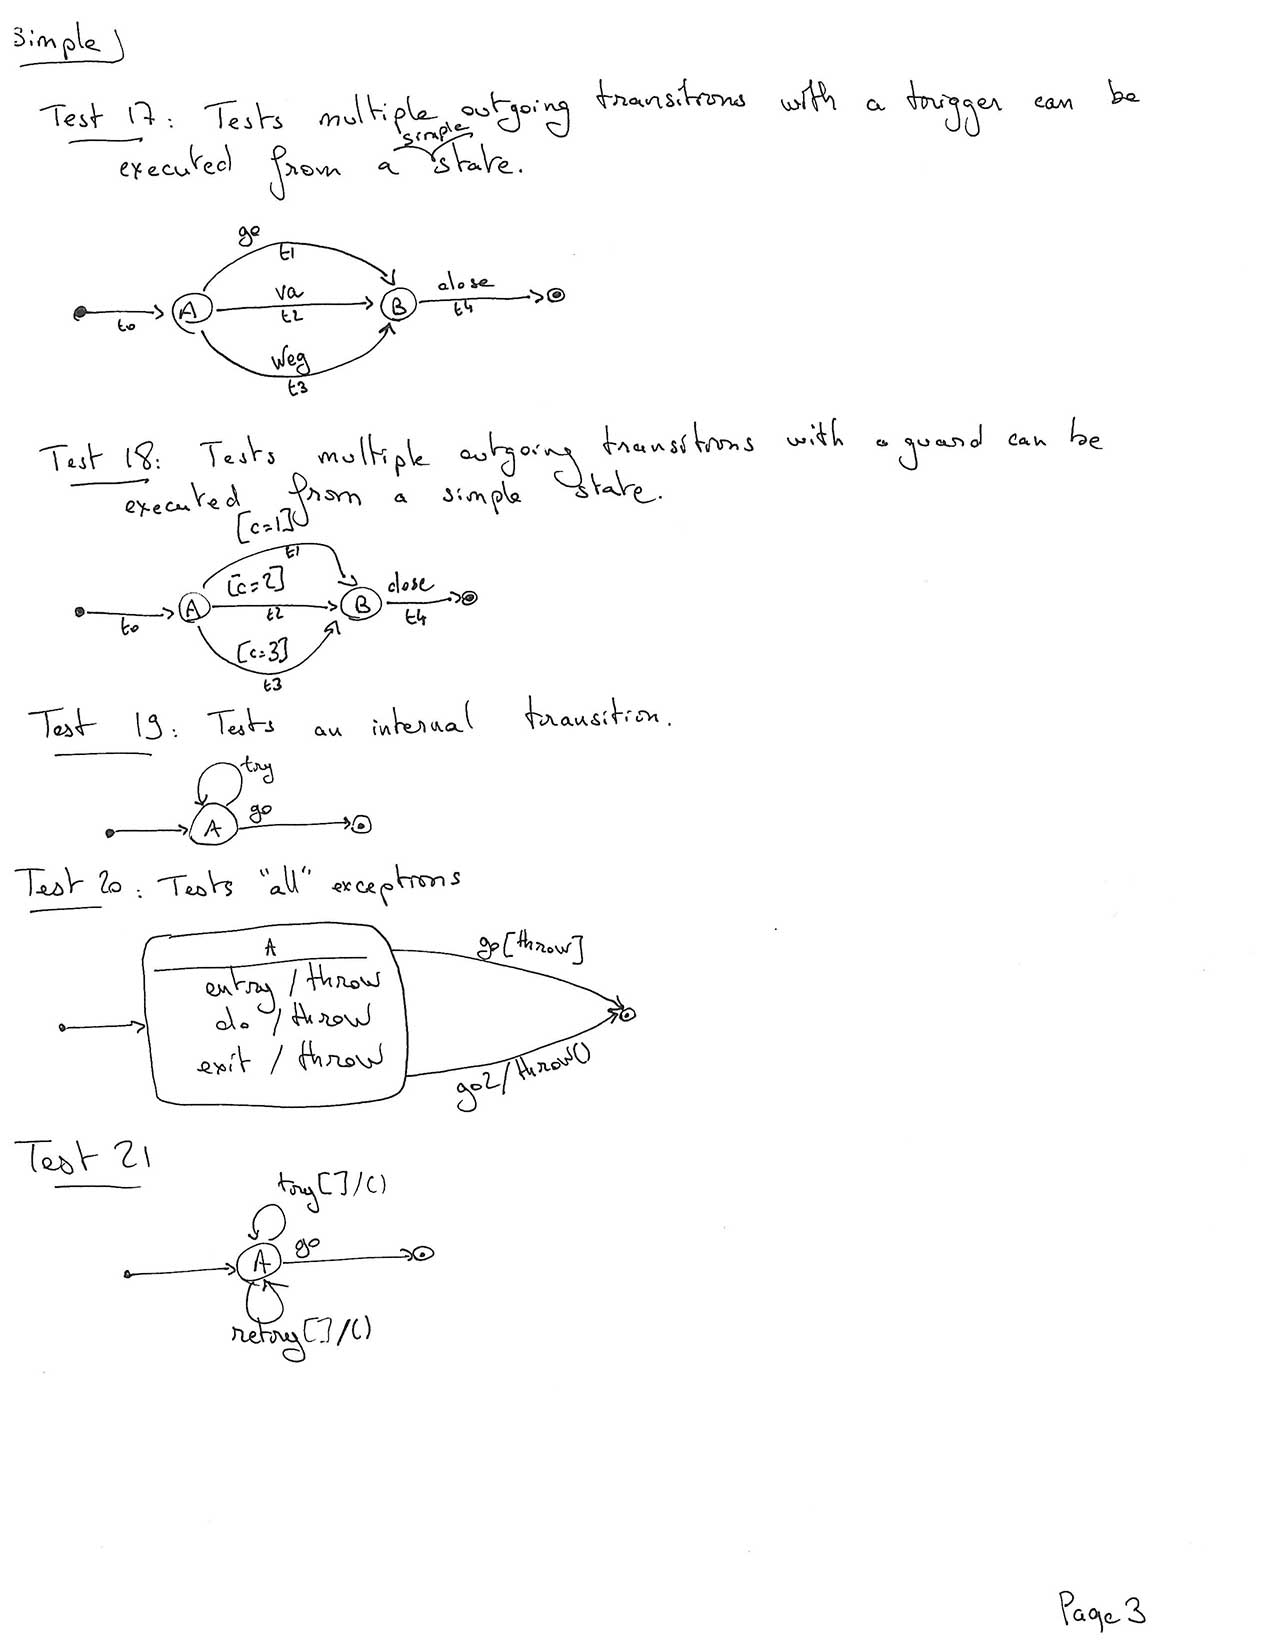 Simple)
Test 17: Tests multiple outgoing transitions with a trigger can be
simple
executed from a state.
go
t1
va
close
A
B
t0
t2
t4
weg
t3
Test 18: Tests multiple outgoing transitions with a guard can be
executed from a simple state.
[c=1]
t1
[c=2]
close
A
B
t0
t2
t4
[c=3]
t3
Test 19: Tests an internal transition.
try
go
A
Test 20: Tests "all" exceptions
A
go[throw]
entry / throw
do / throw
exit / throw
go2/throw()
Test 21
try[]/()
go
A
retry[]/()
Page 3